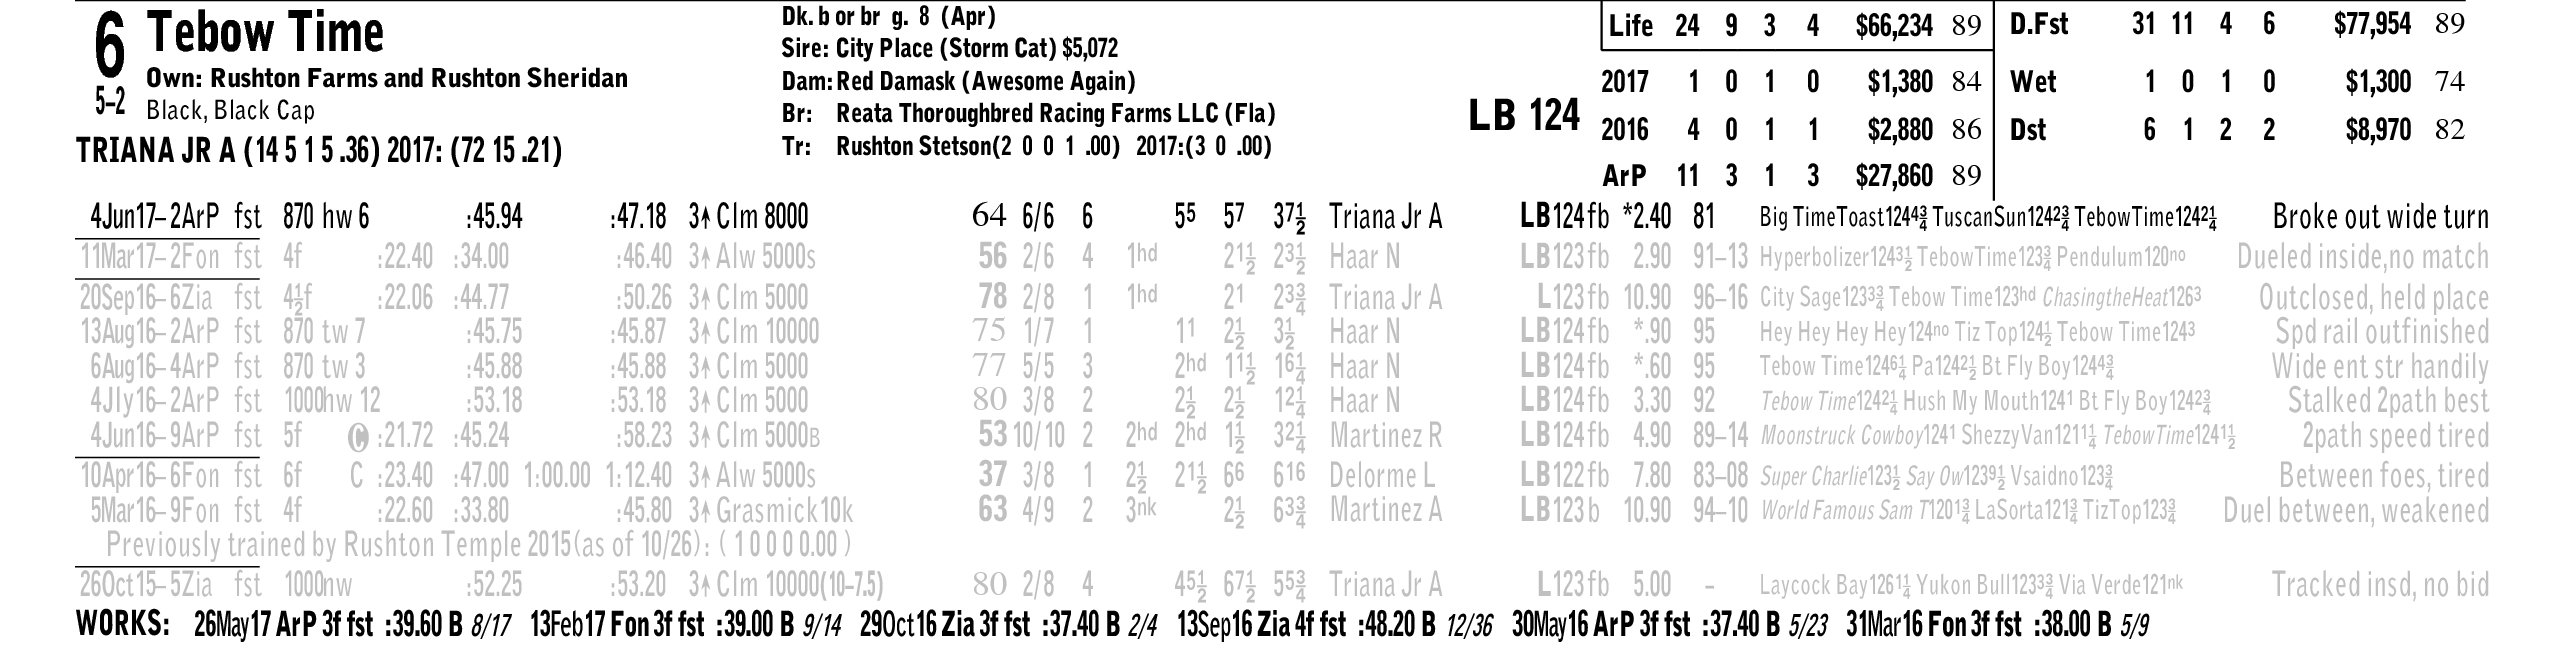 6 Tebow Time
Own: Rushton Farms and Rushton Sheridan
5-2 Black, Black Cap
TRIANA JR A (14 5 1 5 .36) 2017: (72 15 .21)
Dk. b or br g. 8 (Apr)
Sire: City Place (Storm Cat) $5,072
Dam: Red Damask (Awesome Again)
Br: Reata Thoroughbred Racing Farms LLC (Fla)
Tr: Rushton Stetson(2 0 0 1 .00) 2017:(3 0 .00)
LB 124
Life 24 9 3 4 $66,234 89
2017 1 0 1 0 $1,380 84
2016 4 0 1 1 $2,880 86
ArP 11 3 1 3 $27,860 89
D.Fst 31 11 4 6 $77,954 89
Wet 1 0 1 0 $1,300 74
Dst 6 1 2 2 $8,970 82
4Jun17-2ArP fst 870 hw 6 :45.94 :47.18 3↑ Clm 8000 64 6/6 6 5⁵ 5⁷ 3⁷½ Triana Jr A LB124fb *2.40 81 Big TimeToast124⁴¾ TuscanSun124²¾ TebowTime124²¼ Broke out wide turn
11Mar17-2Fon fst 4f :22.40 :34.00 :46.40 3↑ Alw 5000s 56 2/6 4 1ʰᵈ 2¹½ 2³½ Haar N LB123fb 2.90 91-13 Hyperbolizer124³½ TebowTime123¾ Pendulum120ⁿᵒ Dueled inside,no match
20Sep16-6Zia fst 4½f :22.06 :44.77 :50.26 3↑ Clm 5000 78 2/8 1 1ʰᵈ 2¹ 2³¾ Triana Jr A L123fb 10.90 96-16 City Sage123³¾ Tebow Time123ʰᵈ ChasingtheHeat126³ Outclosed, held place
13Aug16-2ArP fst 870 tw 7 :45.75 :45.87 3↑ Clm 10000 75 1/7 1 1¹ 2½ 3½ Haar N LB124fb *.90 95 Hey Hey Hey Hey124ⁿᵒ Tiz Top124½ Tebow Time124³ Spd rail outfinished
6Aug16-4ArP fst 870 tw 3 :45.88 :45.88 3↑ Clm 5000 77 5/5 3 2ʰᵈ 1¹½ 1⁶¼ Haar N LB124fb *.60 95 Tebow Time124⁶¼ Pa124²½ Bt Fly Boy124⁴¾ Wide ent str handily
4Jly16-2ArP fst 1000hw 12 :53.18 :53.18 3↑ Clm 5000 80 3/8 2 2½ 2½ 1²¼ Haar N LB124fb 3.30 92 Tebow Time124²¼ Hush My Mouth124¹ Bt Fly Boy124²¾ Stalked 2path best
4Jun16-9ArP fst 5f C :21.72 :45.24 :58.23 3↑ Clm 5000B 53 10/10 2 2ʰᵈ 2ʰᵈ 1½ 3²¼ Martinez R LB124fb 4.90 89-14 Moonstruck Cowboy124¹ ShezzyVan121¹¼ TebowTime124¹½ 2path speed tired
10Apr16-6Fon fst 6f C :23.40 :47.00 1:00.00 1:12.40 3↑ Alw 5000s 37 3/8 1 2½ 2¹½ 6⁶ 6¹⁶ Delorme L LB122fb 7.80 83-08 Super Charlie123½ Say Ow123⁹½ Vsaidno123¾ Between foes, tired
5Mar16-9Fon fst 4f :22.60 :33.80 :45.80 3↑ Grasmick10k 63 4/9 2 3ⁿᵏ 2½ 6³¾ Martinez A LB123b 10.90 94-10 World Famous Sam T120¹¾ LaSorta121¾ TizTop123¾ Duel between, weakened
Previously trained by Rushton Temple 2015(as of 10/26): ( 1 0 0 0 0.00 )
26Oct15-5Zia fst 1000nw :52.25 :53.20 3↑ Clm 10000(10-7.5) 80 2/8 4 4⁵½ 6⁷½ 5⁵¾ Triana Jr A L123fb 5.00 - Laycock Bay126¹¼ Yukon Bull123³¾ Via Verde121ⁿᵏ Tracked insd, no bid
WORKS: 26May17 ArP 3f fst :39.60 B 8/17 13Feb17 Fon 3f fst :39.00 B 9/14 29Oct16 Zia 3f fst :37.40 B 2/4 13Sep16 Zia 4f fst :48.20 B 12/36 30May16 ArP 3f fst :37.40 B 5/23 31Mar16 Fon 3f fst :38.00 B 5/9